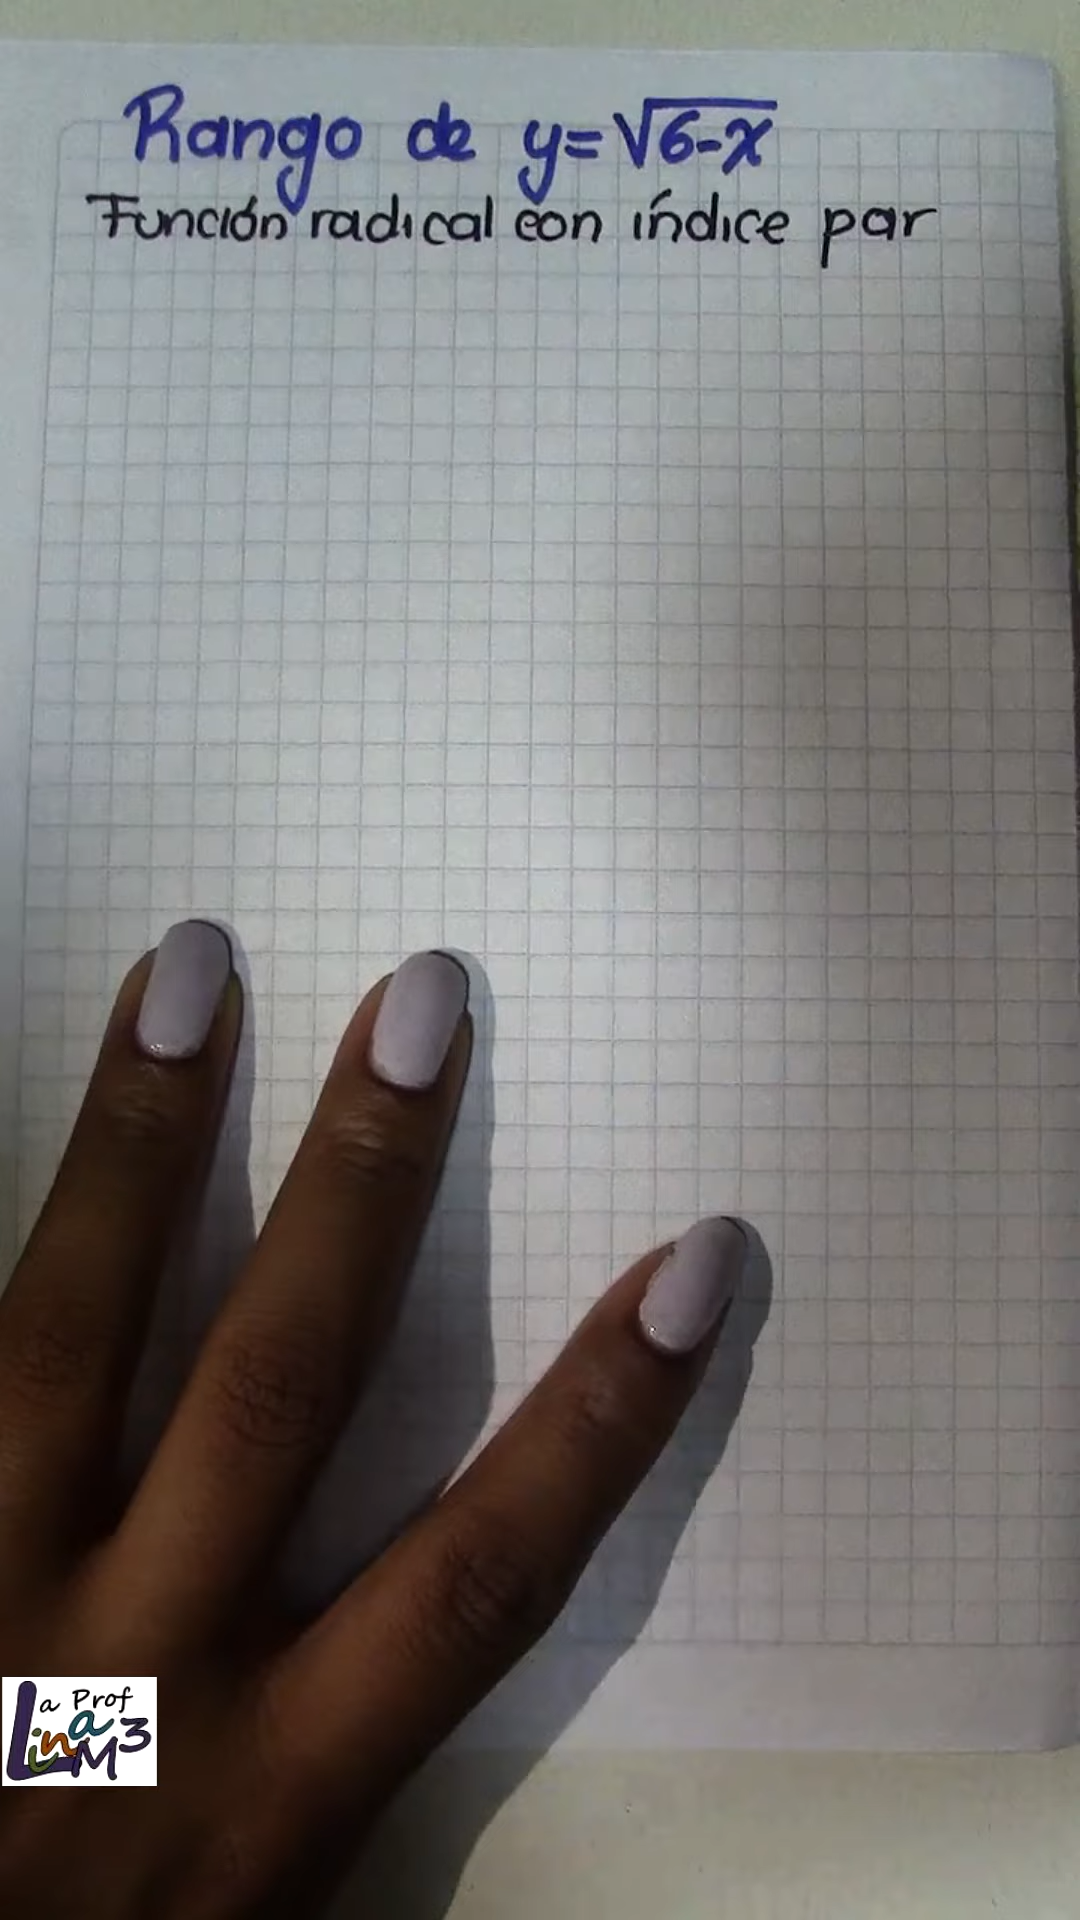 Rango de y=√6-x
Función radical con índice par
La Prof
Lina M3